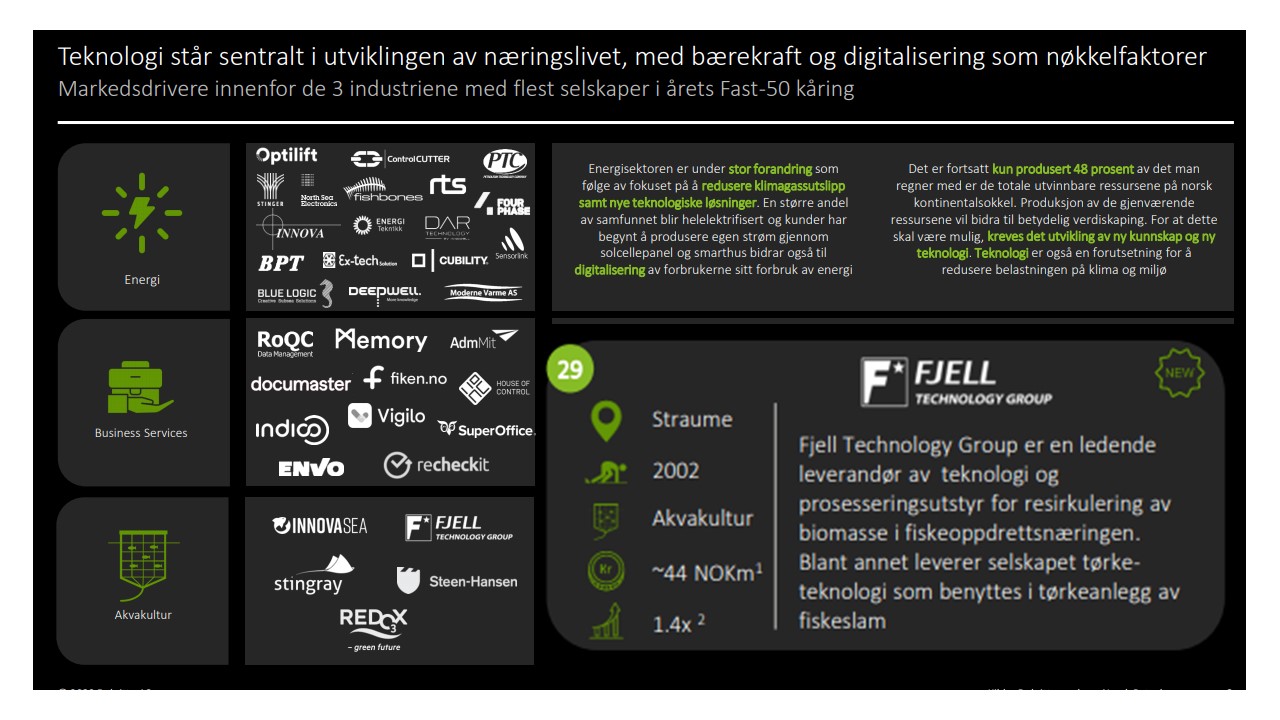 Teknologi står sentralt i utviklingen av næringslivet, med bærekraft og digitalisering som nøkkelfaktorer
Markedsdrivere innenfor de 3 industriene med flest selskaper i årets Fast-50 kåring
Energi
Optilift
ControlCUTTER
PTC
STINGER
North Sea
Electronics
fishbones
rts
FOUR
PHASE
INNOVA
ENERGI
Teknikk
DAR
TECHNOLOGY
Sensorlink
BPT
Ex-tech Solution
CUBILITY
BLUE LOGIC
Creative Subsea Solutions
DEEPWELL
More knowledge
Moderne Varme AS
Energisektoren er under stor forandring som
følge av fokuset på å redusere klimagassutslipp
samt nye teknologiske løsninger. En større andel
av samfunnet blir helelektrifisert og kunder har
begynt å produsere egen strøm gjennom
solcellepanel og smarthus bidrar også til
digitalisering av forbrukerne sitt forbruk av energi
Det er fortsatt kun produsert 48 prosent av det man
regner med er de totale utvinnbare ressursene på norsk
kontinentalsokkel. Produksjon av de gjenværende
ressursene vil bidra til betydelig verdiskaping. For at dette
skal være mulig, kreves det utvikling av ny kunnskap og ny
teknologi. Teknologi er også en forutsetning for å
redusere belastningen på klima og miljø
Business Services
RoQC
Data Management
Memory
AdmMit
documaster
fiken.no
HOUSE OF
CONTROL
indigo
Vigilo
SuperOffice.
ENVO
recheckit
Akvakultur
INNOVASEA
FJELL
TECHNOLOGY GROUP
stingray
Steen-Hansen
REDOX
3
– green future
29
Straume
2002
Akvakultur
Kr
~44 NOKm¹
1.4x ²
FJELL
TECHNOLOGY GROUP
NEW
Fjell Technology Group er en ledende
leverandør av teknologi og
prosesseringsutstyr for resirkulering av
biomasse i fiskeoppdrettsnæringen.
Blant annet leverer selskapet tørke-
teknologi som benyttes i tørkeanlegg av
fiskeslam